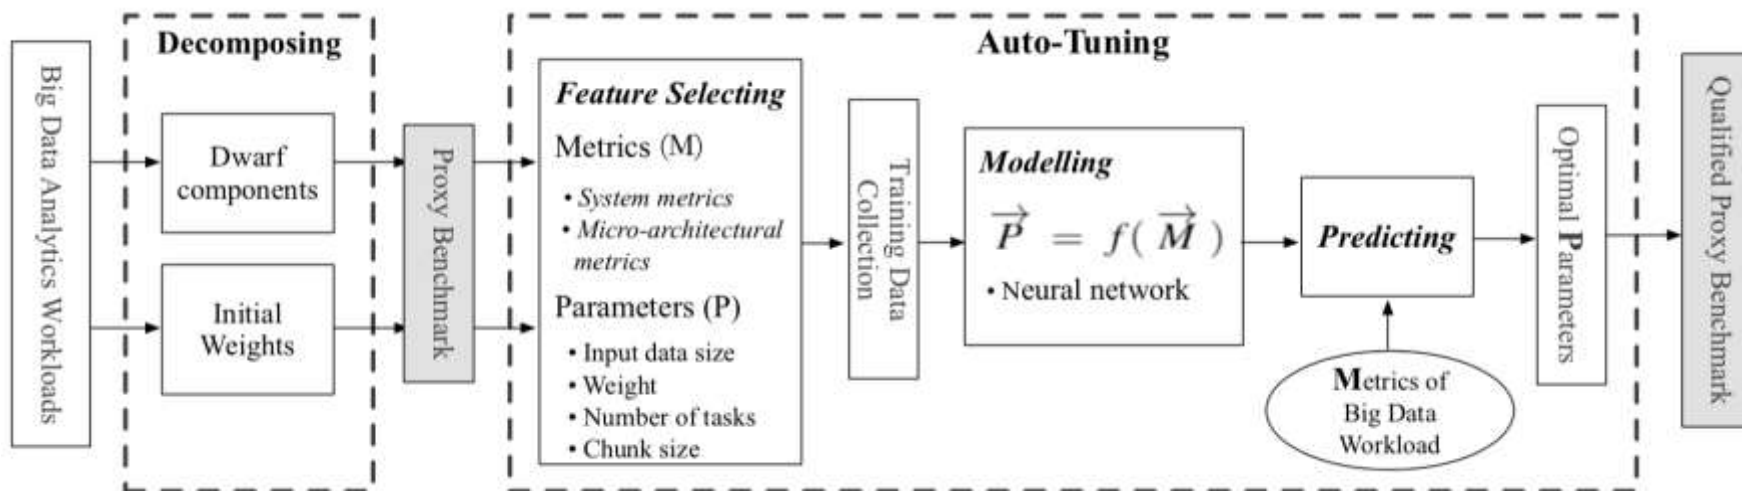 Big Data Analytics Workloads
Decomposing
Dwarf
components
Initial
Weights
Proxy Benchmark
Auto-Tuning
Feature Selecting
Metrics (M)
• System metrics
• Micro-architectural
metrics
Parameters (P)
• Input data size
• Weight
• Number of tasks
• Chunk size
Training Data
Collection
Modelling
P = f( M )
• Neural network
Predicting
Metrics of
Big Data
Workload
Optimal Parameters
Qualified Proxy Benchmark